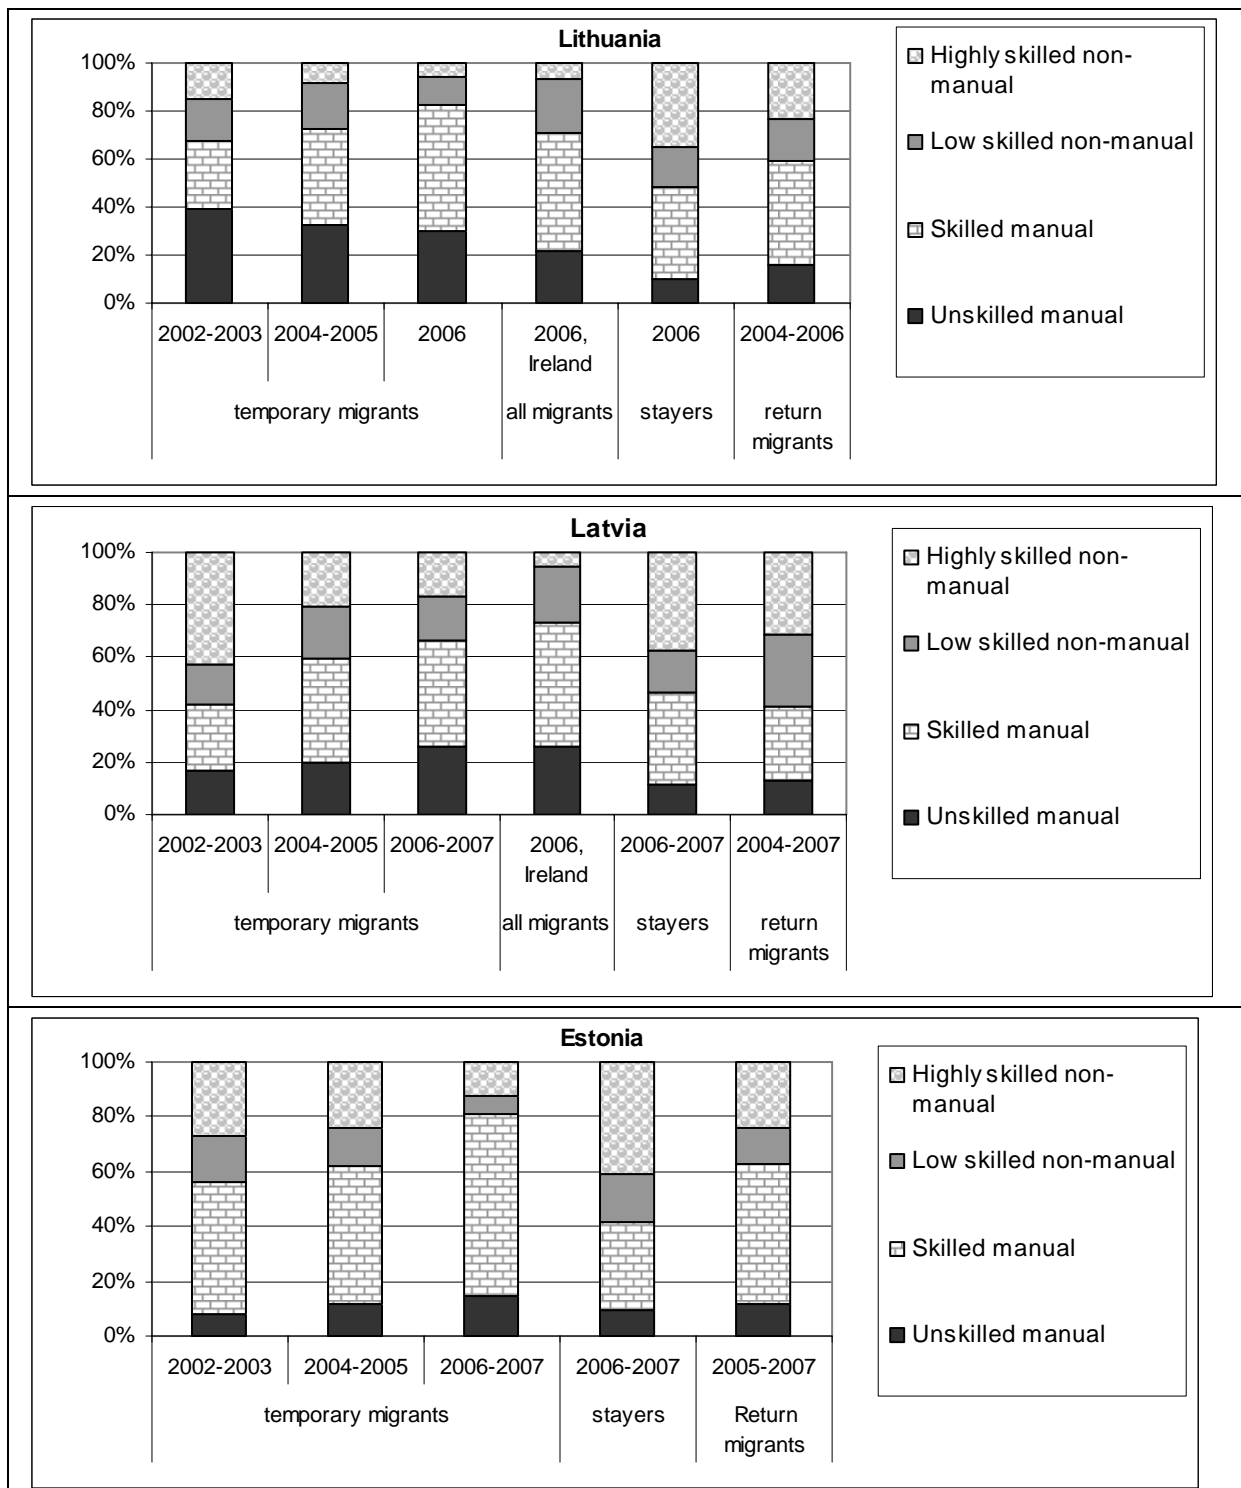 Lithuania
100%
80%
60%
40%
20%
0%
2002-2003 2004-2005 2006 2006, Ireland 2006 2004-2006
temporary migrants all migrants stayers return migrants
Highly skilled non-
manual
Low skilled non-manual
Skilled manual
Unskilled manual
Latvia
100%
80%
60%
40%
20%
0%
2002-2003 2004-2005 2006-2007 2006, Ireland 2006-2007 2004-2007
temporary migrants all migrants stayers return migrants
Highly skilled non-
manual
Low skilled non-manual
Skilled manual
Unskilled manual
Estonia
100%
80%
60%
40%
20%
0%
2002-2003 2004-2005 2006-2007 2006-2007 2005-2007
temporary migrants stayers Return migrants
Highly skilled non-
manual
Low skilled non-manual
Skilled manual
Unskilled manual